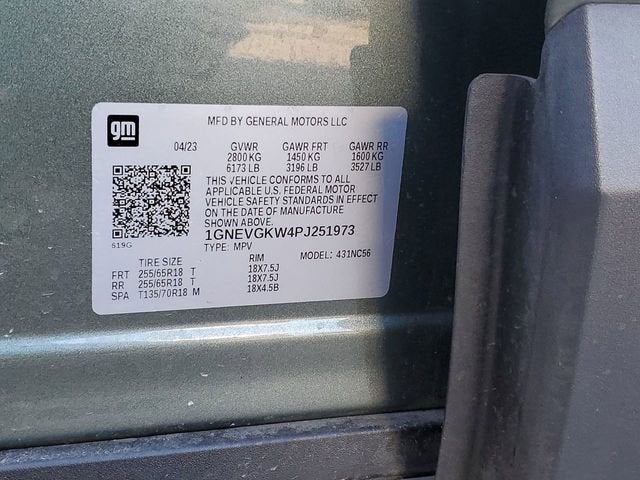 gm
MFD BY GENERAL MOTORS LLC
04/23 GVWR GAWR FRT GAWR RR
2800 KG 1450 KG 1600 KG
6173 LB 3196 LB 3527 LB
THIS VEHICLE CONFORMS TO ALL
APPLICABLE U.S. FEDERAL MOTOR
VEHICLE SAFETY STANDARDS IN EFFECT
ON THE DATE OF MANUFACTURE
SHOWN ABOVE.
1GNEVGKW4PJ251973
619G
TYPE: MPV MODEL: 431NC56
TIRE SIZE RIM
FRT 255/65R18 T 18X7.5J
RR 255/65R18 T 18X7.5J
SPA T135/70R18 M 18X4.5B